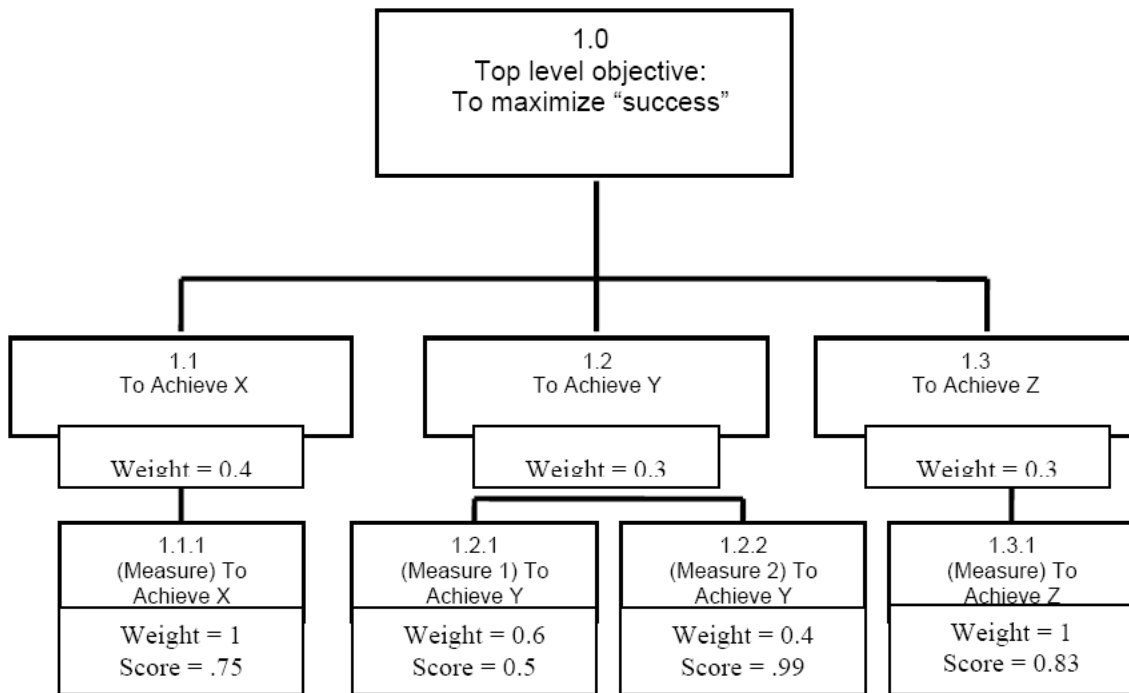 1.0
Top level objective:
To maximize “success”
1.1
To Achieve X
Weight = 0.4
1.2
To Achieve Y
Weight = 0.3
1.3
To Achieve Z
Weight = 0.3
1.1.1
(Measure) To
Achieve X
Weight = 1
Score = .75
1.2.1
(Measure 1) To
Achieve Y
Weight = 0.6
Score = 0.5
1.2.2
(Measure 2) To
Achieve Y
Weight = 0.4
Score = .99
1.3.1
(Measure) To
Achieve Z
Weight = 1
Score = 0.83